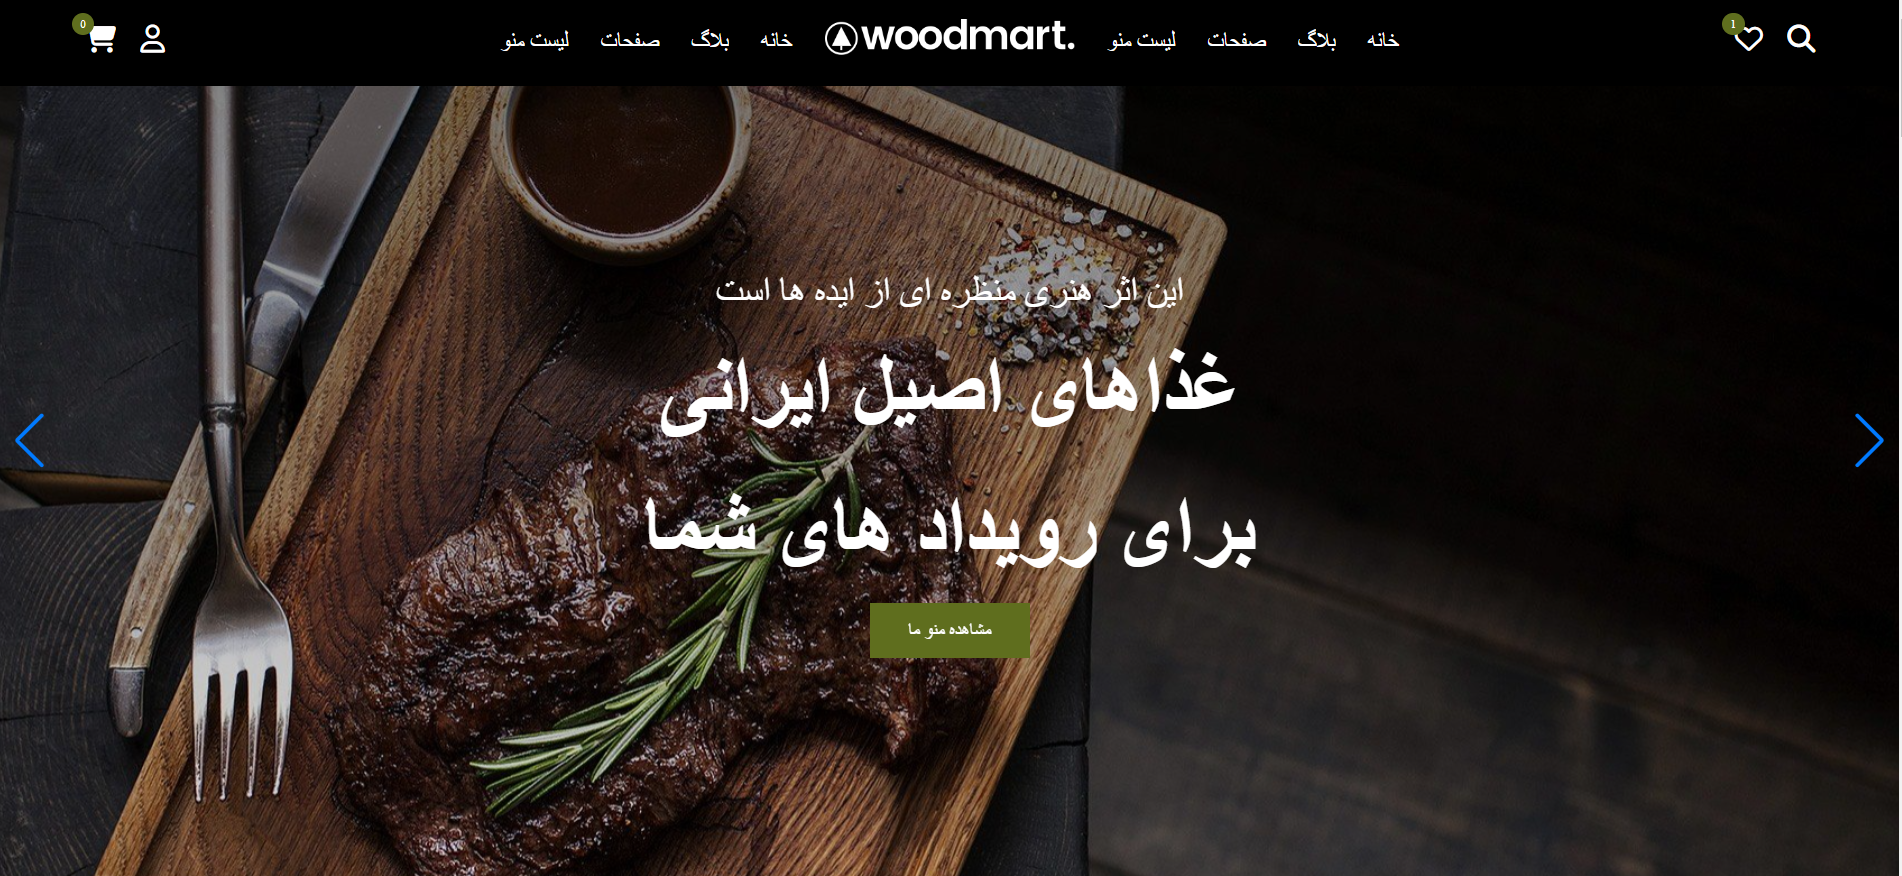 1
خانه بلاگ صفحات لیست منو
woodmart.
خانه بلاگ صفحات لیست منو
0
این اثر هنری منظره ای از ایده ها است
غذاهای اصیل ایرانی
برای رویداد های شما
مشاهده منو ما